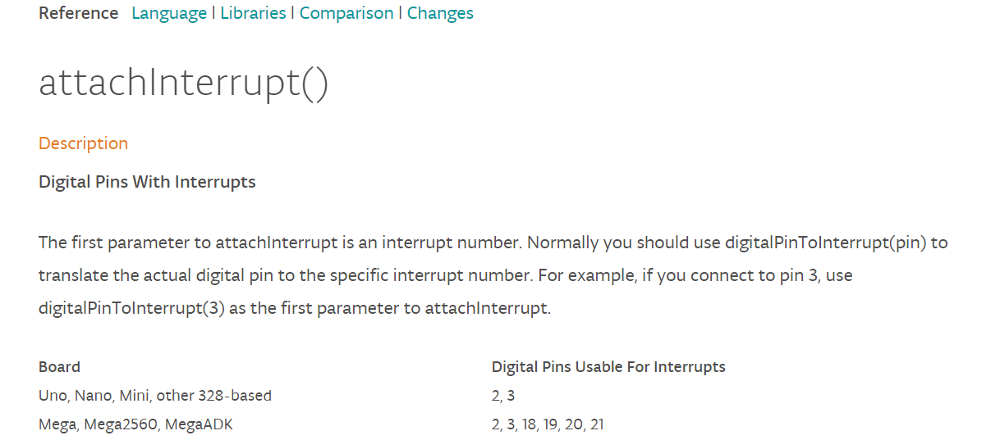 Reference Language | Libraries | Comparison | Changes
attachInterrupt()
Description
Digital Pins With Interrupts
The first parameter to attachInterrupt is an interrupt number. Normally you should use digitalPinToInterrupt(pin) to
translate the actual digital pin to the specific interrupt number. For example, if you connect to pin 3, use
digitalPinToInterrupt(3) as the first parameter to attachInterrupt.
Board Digital Pins Usable For Interrupts
Uno, Nano, Mini, other 328-based 2, 3
Mega, Mega2560, MegaADK 2, 3, 18, 19, 20, 21